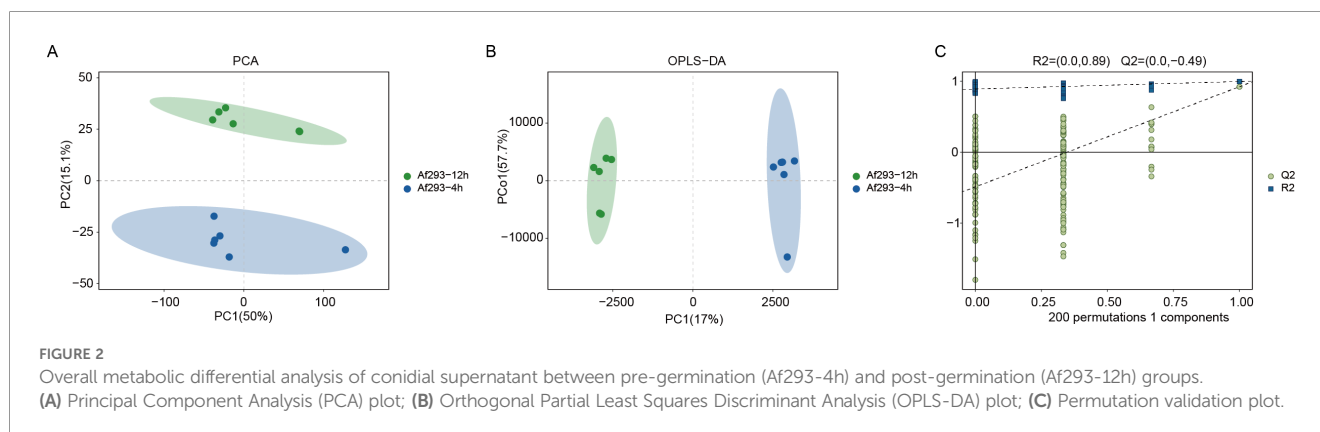 A
PCA
PC2(15.1%)
50
25
0
−25
−50
−100
0
100
PC1(50%)
Af293−12h
Af293−4h
B
OPLS−DA
PCo1(57.7%)
10000
0
−10000
−2500
0
2500
PC1(17%)
Af293−12h
Af293−4h
C
R2=(0.0,0.89) Q2=(0.0,−0.49)
1
0
−1
0.00
0.25
0.50
0.75
1.00
200 permutations 1 components
Q2
R2
FIGURE 2
Overall metabolic differential analysis of conidial supernatant between pre-germination (Af293-4h) and post-germination (Af293-12h) groups.
(A) Principal Component Analysis (PCA) plot; (B) Orthogonal Partial Least Squares Discriminant Analysis (OPLS-DA) plot; (C) Permutation validation plot.